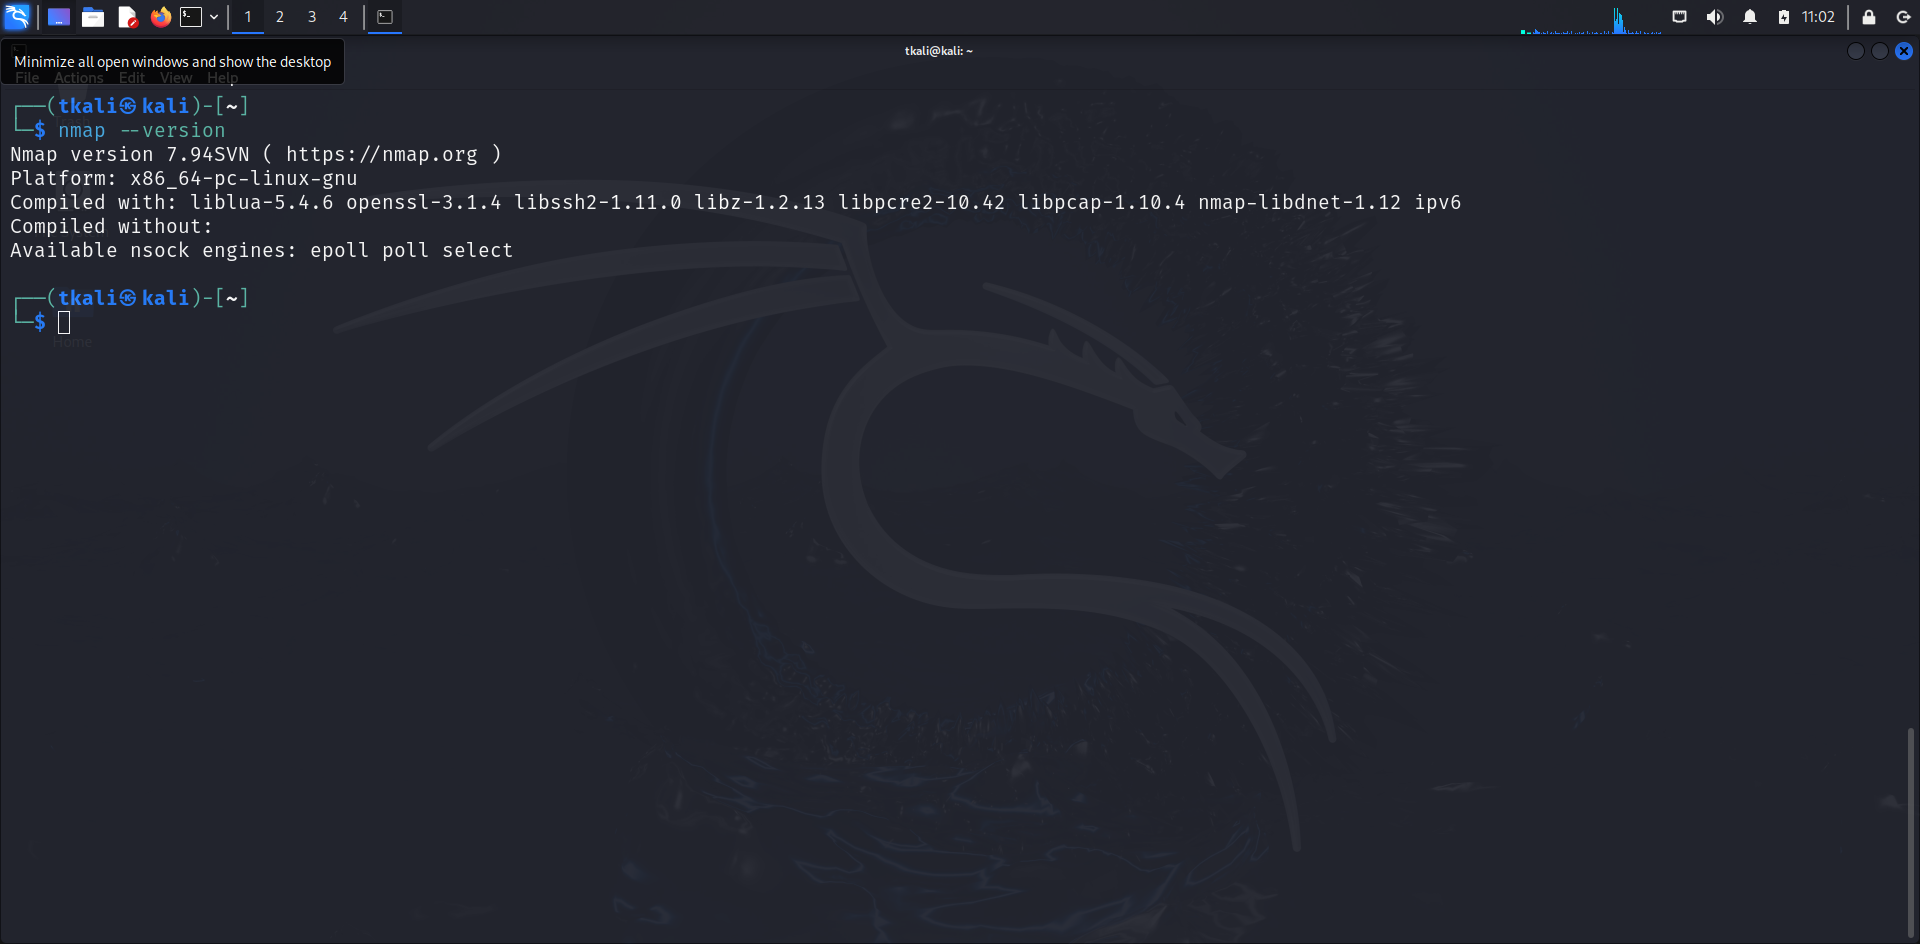 1 2 3 4 11:02
tkali@kali: ~
Minimize all open windows and show the desktop
File Actions Edit View Help
┌──(tkali㉿kali)-[~]
└─$ nmap --version
Nmap version 7.94SVN ( https://nmap.org )
Platform: x86_64-pc-linux-gnu
Compiled with: liblua-5.4.6 openssl-3.1.4 libssh2-1.11.0 libz-1.2.13 libpcre2-10.42 libpcap-1.10.4 nmap-libdnet-1.12 ipv6
Compiled without:
Available nsock engines: epoll poll select
┌──(tkali㉿kali)-[~]
└─$
Home